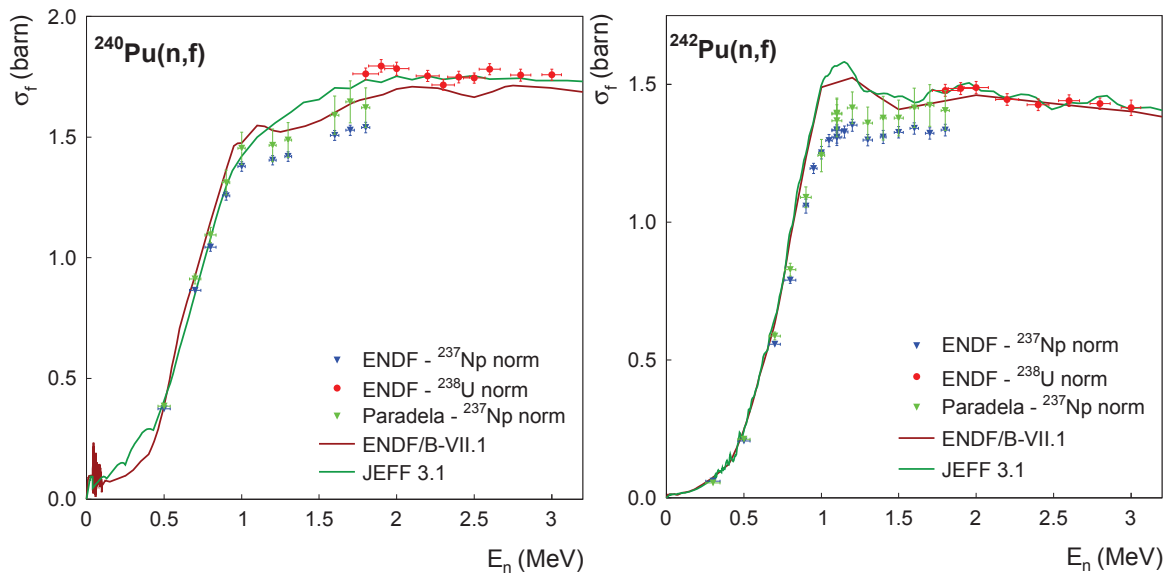 σf (barn)
2.0
1.5
1.0
0.5
0.0
²⁴⁰Pu(n,f)
ENDF - ²³⁷Np norm
ENDF - ²³⁸U norm
Paradela - ²³⁷Np norm
ENDF/B-VII.1
JEFF 3.1
0 0.5 1 1.5 2 2.5 3
En (MeV)
σf (barn)
1.5
1.0
0.5
0.0
²⁴²Pu(n,f)
ENDF - ²³⁷Np norm
ENDF - ²³⁸U norm
Paradela - ²³⁷Np norm
ENDF/B-VII.1
JEFF 3.1
0 0.5 1 1.5 2 2.5 3
En (MeV)